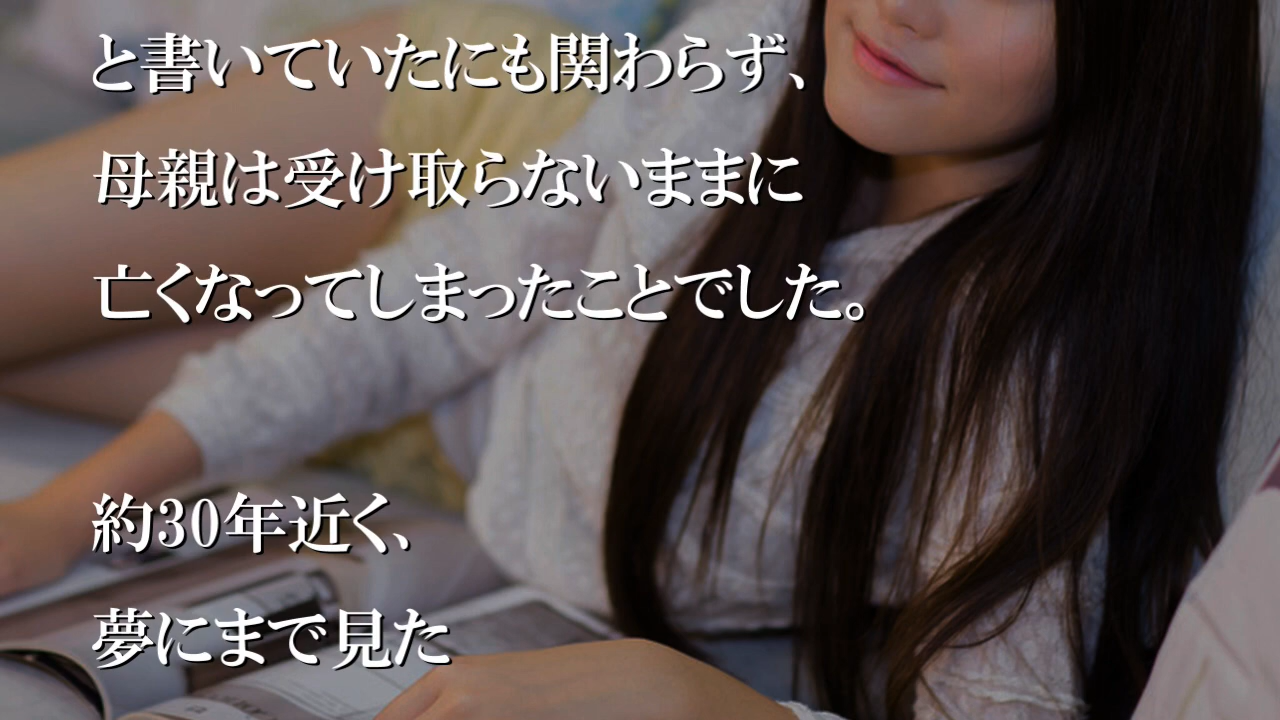 と書いていたにも関わらず、
母親は受け取らないままに
亡くなってしまったことでした。
約30年近く、
夢にまで見た